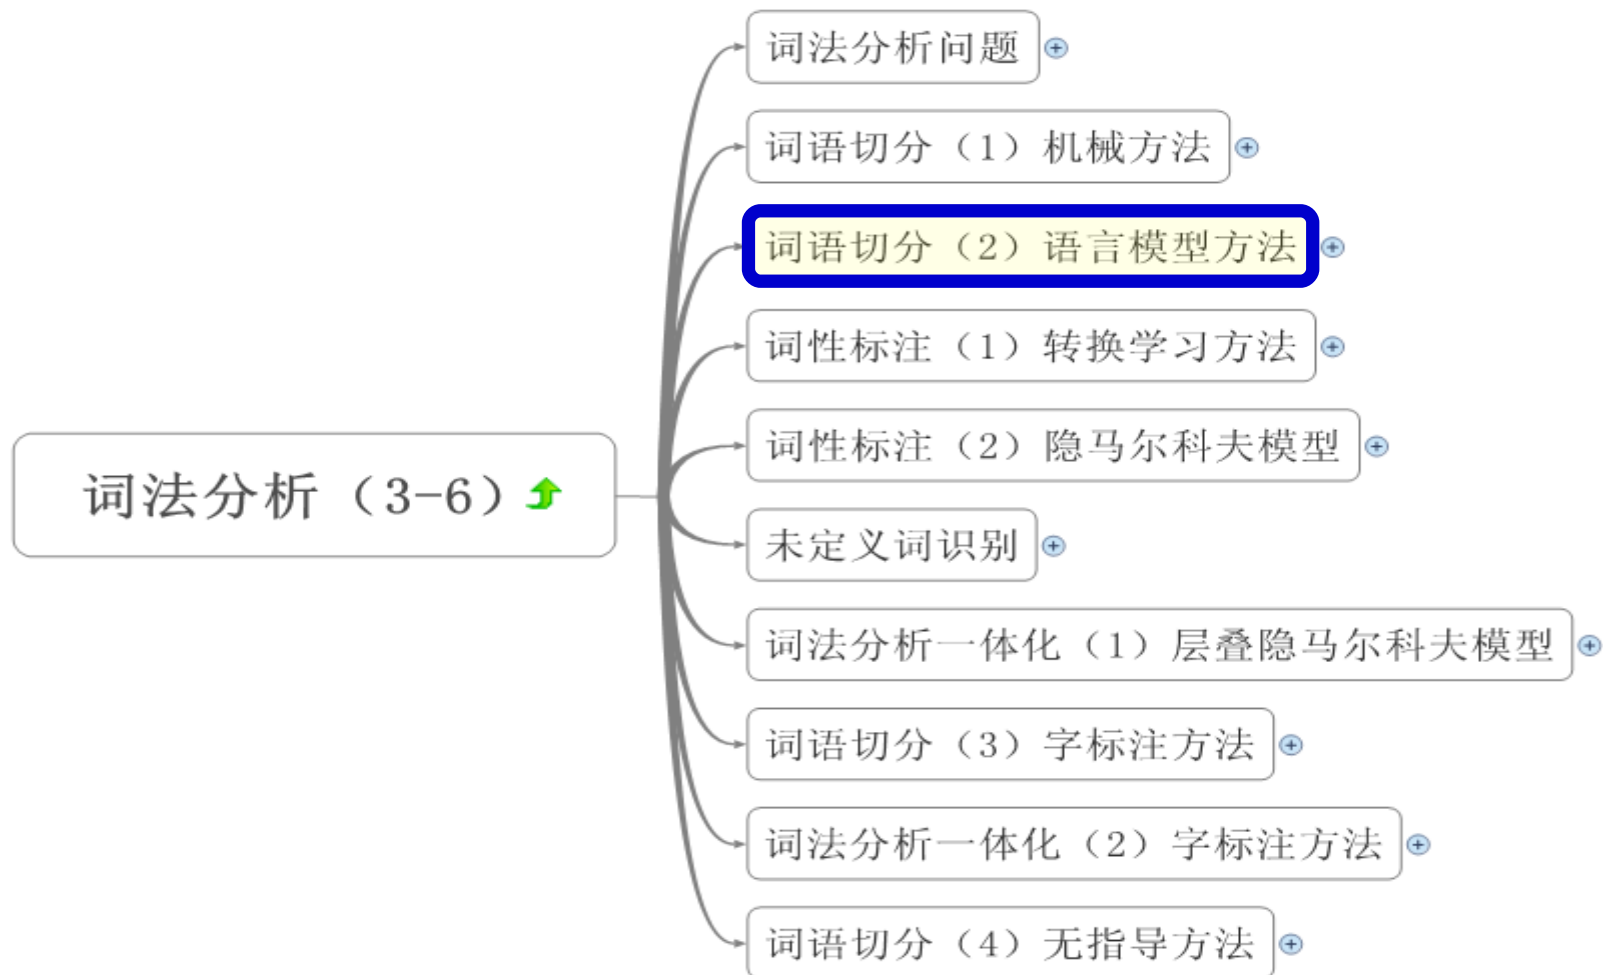 词法分析问题
词语切分（1）机械方法
词语切分（2）语言模型方法
词性标注（1）转换学习方法
词性标注（2）隐马尔科夫模型
词法分析（3-6）
未定义词识别
词法分析一体化（1）层叠隐马尔科夫模型
词语切分（3）字标注方法
词法分析一体化（2）字标注方法
词语切分（4）无指导方法